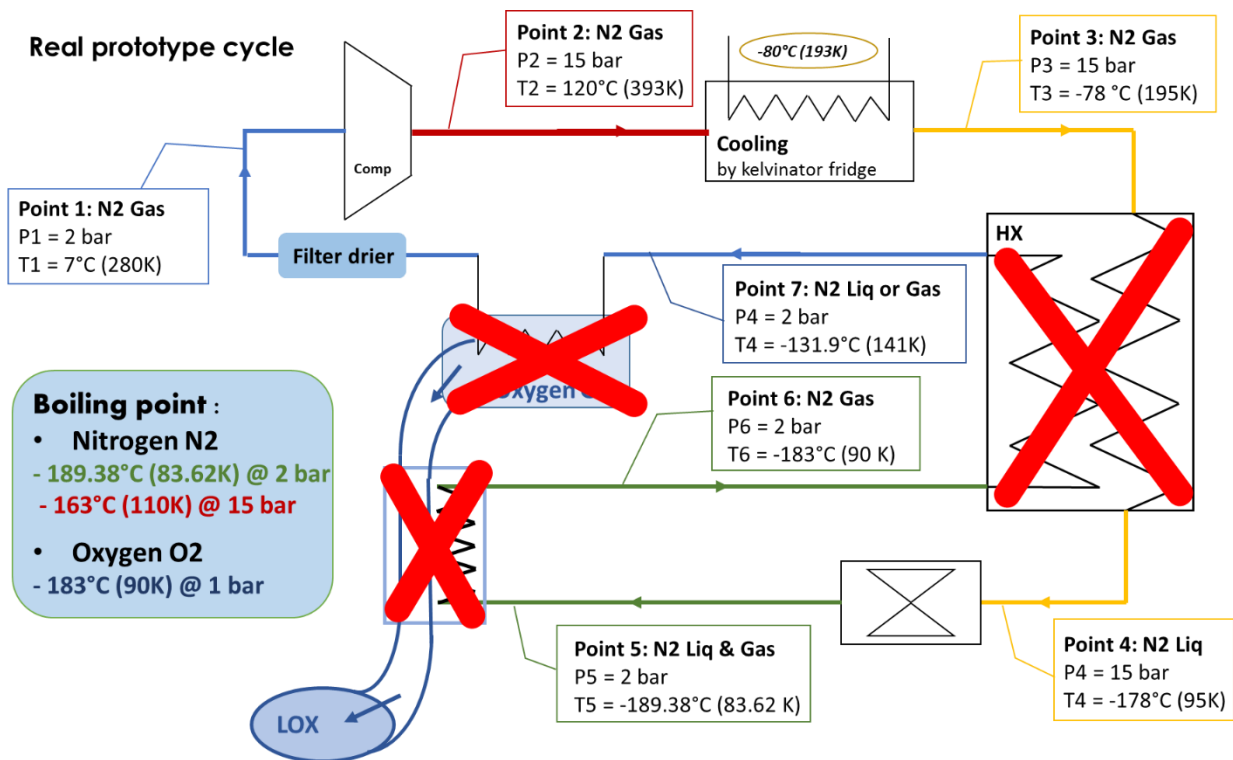 Real prototype cycle
Point 2: N2 Gas
P2 = 15 bar
T2 = 120°C (393K)
-80°C (193K)
Cooling
by kelvinator fridge
Point 3: N2 Gas
P3 = 15 bar
T3 = -78 °C (195K)
Comp
Point 1: N2 Gas
P1 = 2 bar
T1 = 7°C (280K)
Filter drier
HX
Point 7: N2 Liq or Gas
P4 = 2 bar
T4 = -131.9°C (141K)
Oxygen
Point 6: N2 Gas
P6 = 2 bar
T6 = -183°C (90 K)
Boiling point :
• Nitrogen N2
- 189.38°C (83.62K) @ 2 bar
- 163°C (110K) @ 15 bar
• Oxygen O2
- 183°C (90K) @ 1 bar
Point 5: N2 Liq & Gas
P5 = 2 bar
T5 = -189.38°C (83.62 K)
Point 4: N2 Liq
P4 = 15 bar
T4 = -178°C (95K)
LOX